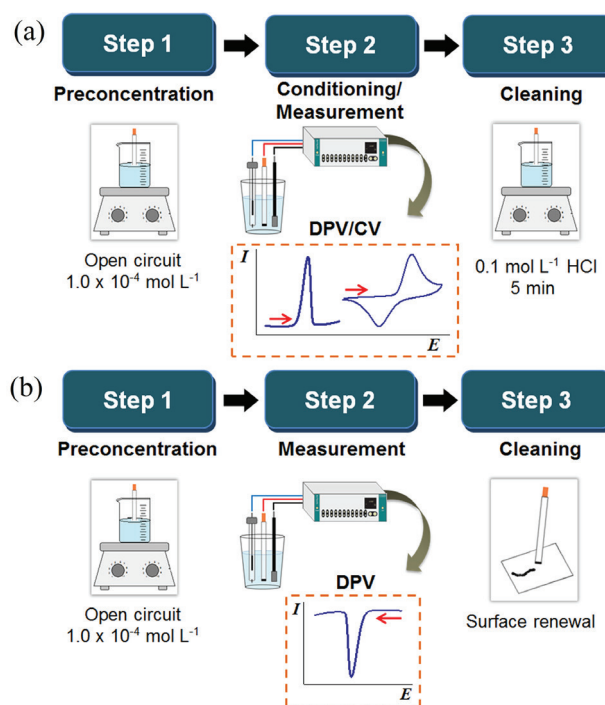 (a)
Step 1
Step 2
Step 3
Preconcentration
Conditioning/
Measurement
Cleaning
Open circuit
1.0 x 10⁻⁴ mol L⁻¹
DPV/CV
I
E
0.1 mol L⁻¹ HCl
5 min
(b)
Step 1
Step 2
Step 3
Preconcentration
Measurement
Cleaning
Open circuit
1.0 x 10⁻⁴ mol L⁻¹
DPV
I
E
Surface renewal